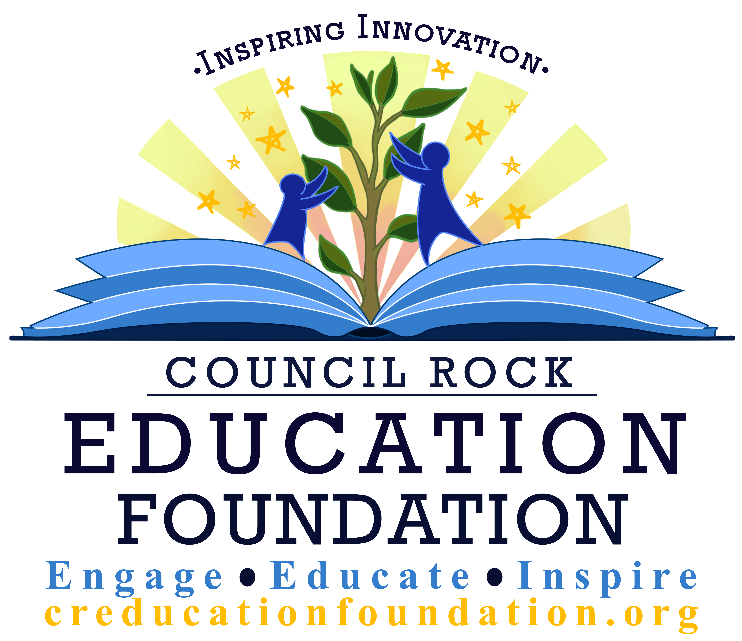 ·INSPIRING INNOVATION·
COUNCIL ROCK
EDUCATION
FOUNDATION
Engage • Educate • Inspire
creducationfoundation.org